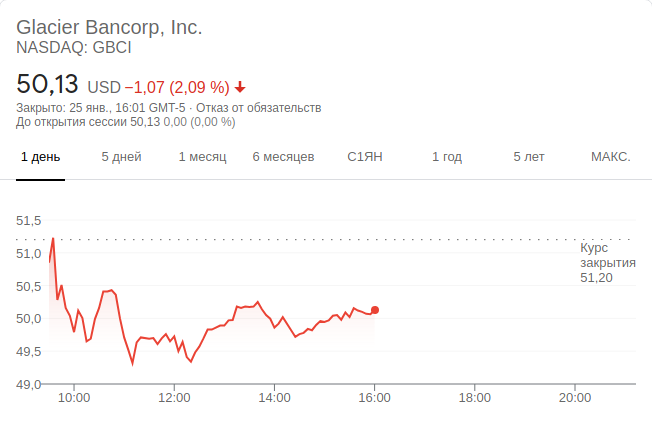 Glacier Bancorp, Inc.
NASDAQ: GBCI
50,13 USD −1,07 (2,09 %)
Закрыто: 25 янв., 16:01 GMT-5 · Отказ от обязательств
До открытия сессии 50,13 0,00 (0,00 %)
1 день 5 дней 1 месяц 6 месяцев С1ЯН 1 год 5 лет МАКС.
51,5
Курс
закрытия
51,20
51,0
50,5
50,0
49,5
49,0
10:00 12:00 14:00 16:00 18:00 20:00